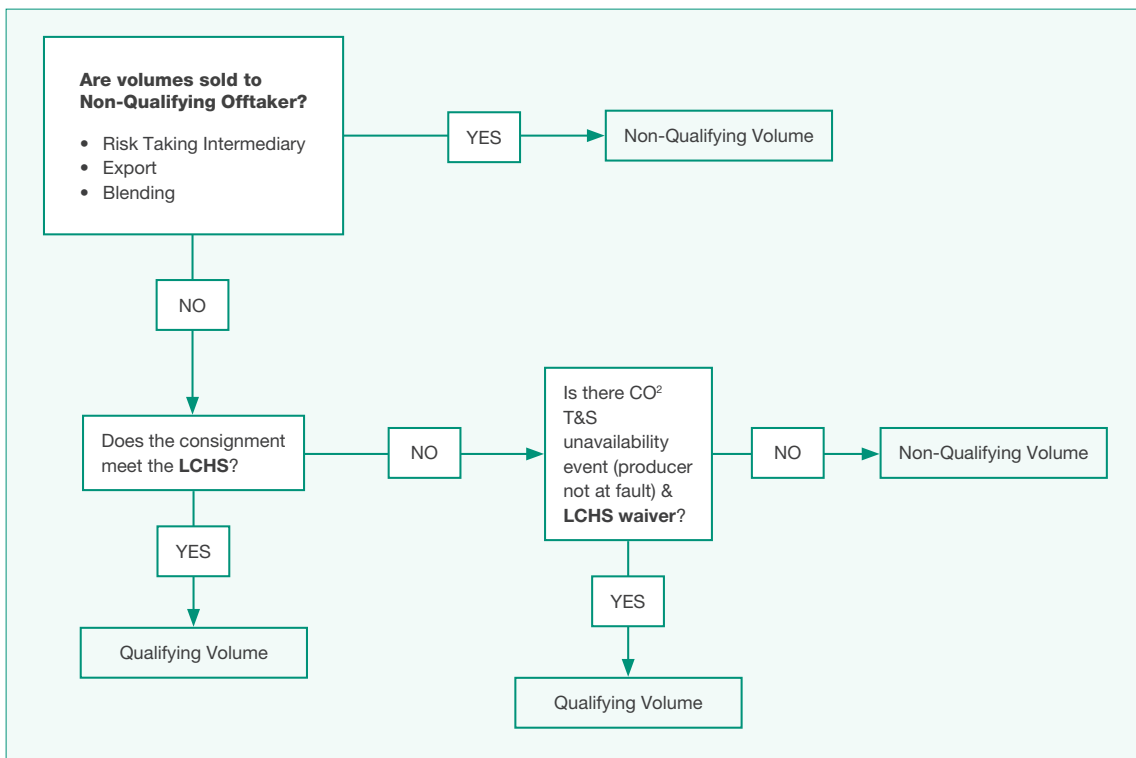 Are volumes sold to
Non-Qualifying Offtaker?
• Risk Taking Intermediary
• Export
• Blending
YES
Non-Qualifying Volume
NO
Does the consignment
meet the LCHS?
NO
Is there CO²
T&S
unavailability
event (producer
not at fault) &
LCHS waiver?
NO
Non-Qualifying Volume
YES
Qualifying Volume
YES
Qualifying Volume